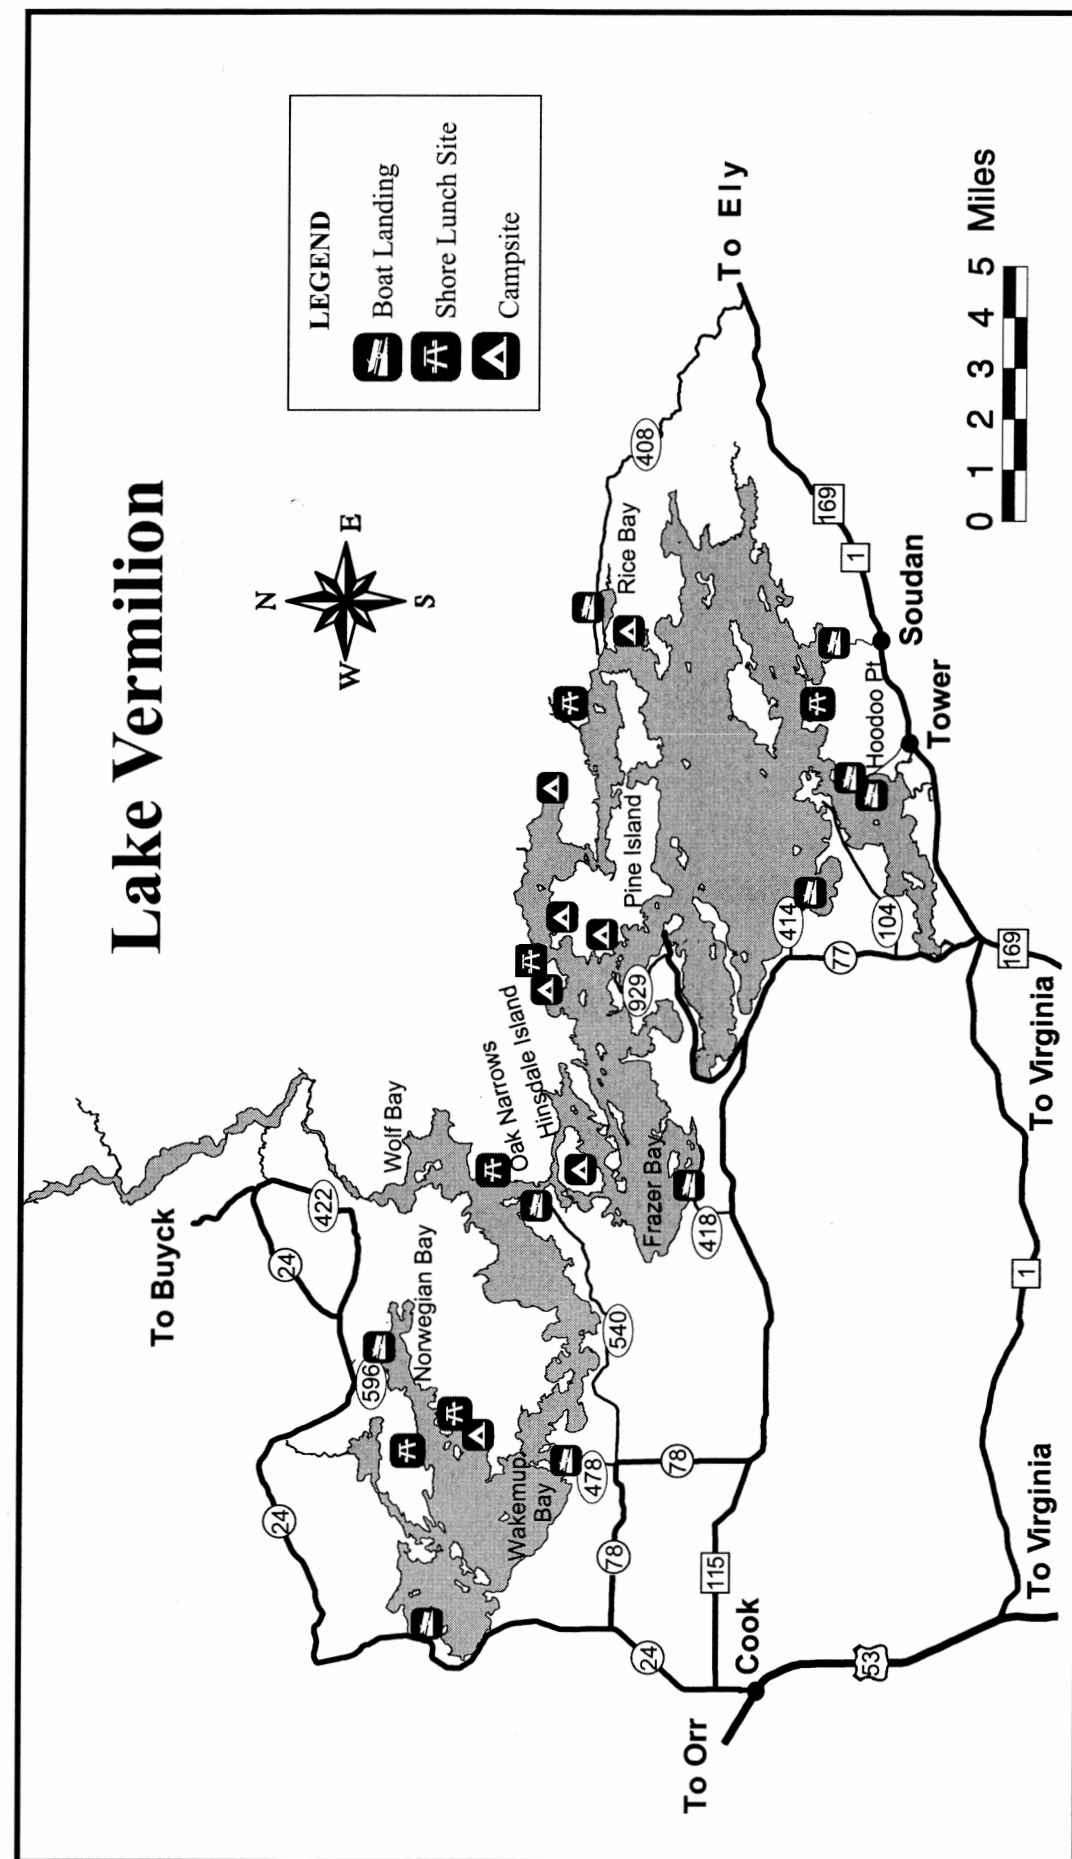 Lake Vermilion
N
W
E
S
LEGEND
Boat Landing
Shore Lunch Site
Campsite
To Buyck
24
422
24
596
Norwegian Bay
Wolf Bay
Oak Narrows
Hinsdale Island
Wakemup
Bay
478
540
78
78
24
115
Cook
To Orr
53
To Virginia
Frazer Bay
418
929
Pine Island
Rice Bay
408
To Ely
414
104
77
Hoodoo Pt
Tower
Soudan
169
1
169
To Virginia
1
0 1 2 3 4 5 Miles